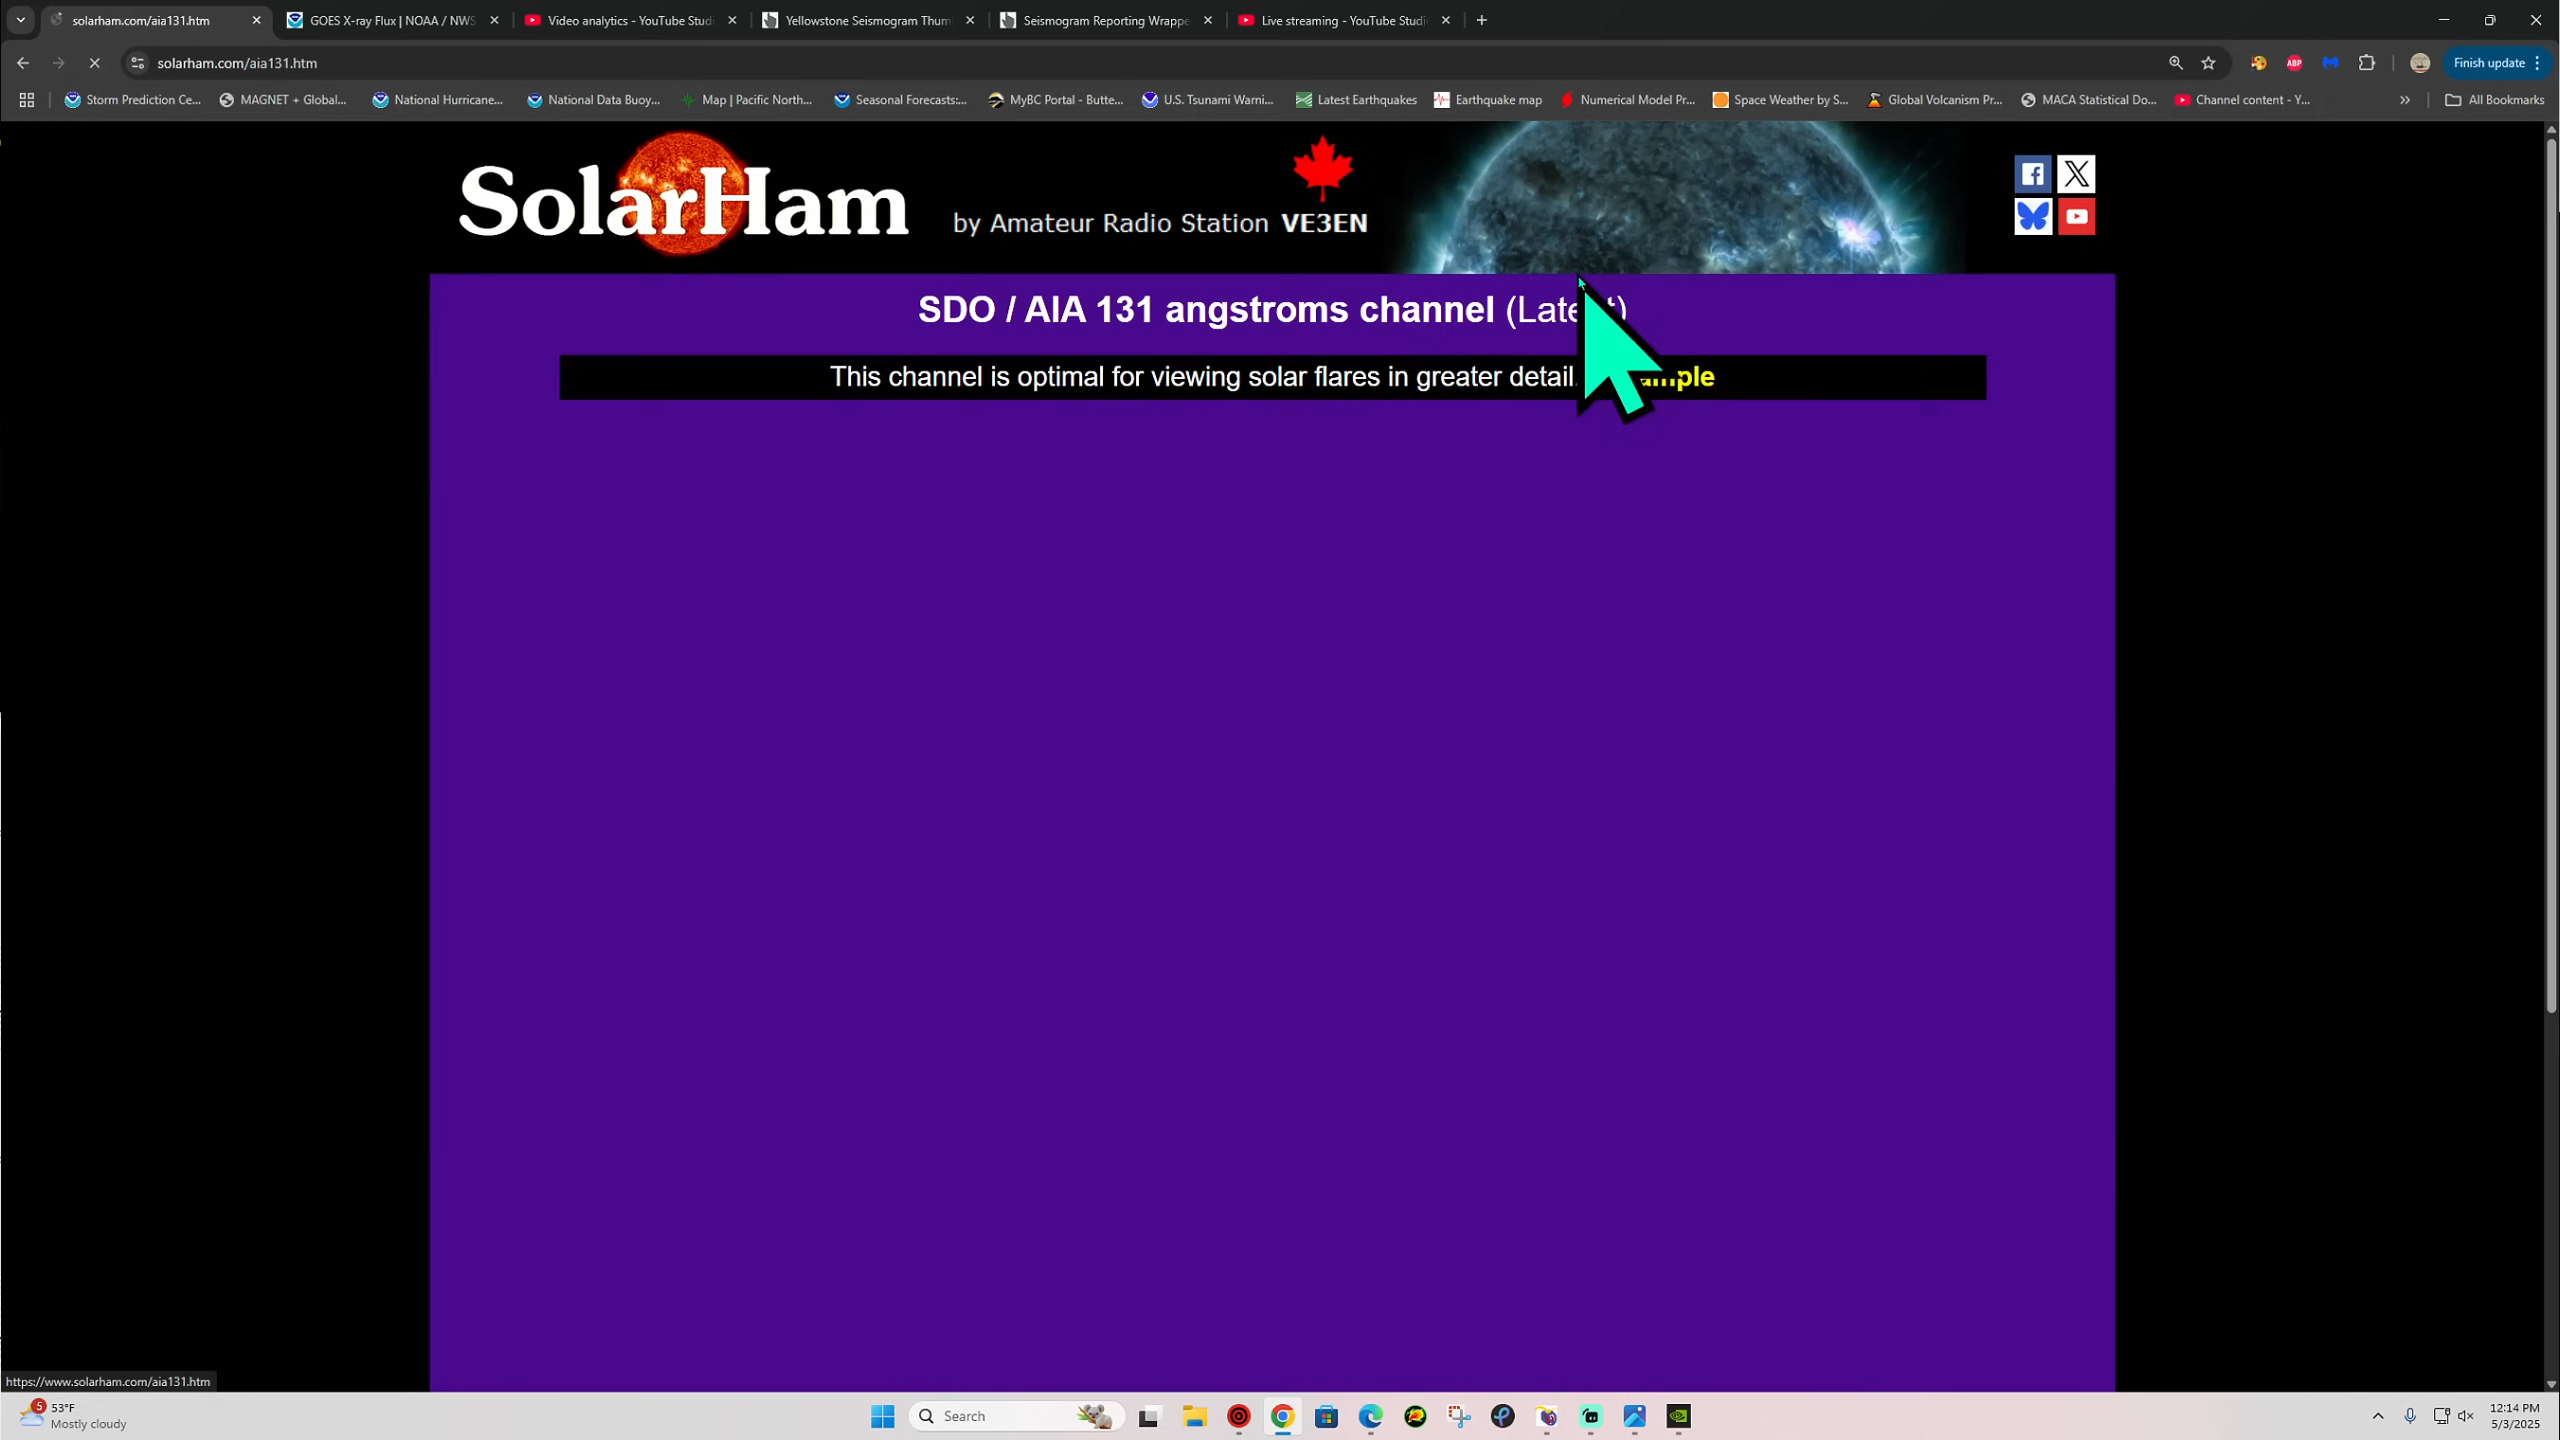 solarham.com/aia131.htm
GOES X-ray Flux | NOAA / NWS
Video analytics - YouTube Studi
Yellowstone Seismogram Thum
Seismogram Reporting Wrappe
Live streaming - YouTube Studi
solarham.com/aia131.htm
ABP
Finish update
Storm Prediction Ce...
MAGNET + Global...
National Hurricane...
National Data Buoy...
Map | Pacific North...
Seasonal Forecasts:...
MyBC Portal - Butte...
U.S. Tsunami Warni...
Latest Earthquakes
Earthquake map
Numerical Model Pr...
Space Weather by S...
Global Volcanism Pr...
MACA Statistical Do...
Channel content - Y...
All Bookmarks
SolarHam
by Amateur Radio Station VE3EN
SDO / AIA 131 angstroms channel
This channel is optimal for viewing solar flares in greater detail.
https://www.solarham.com/aia131.htm
5
53°F
Mostly cloudy
Search
12:14 PM
5/3/2025